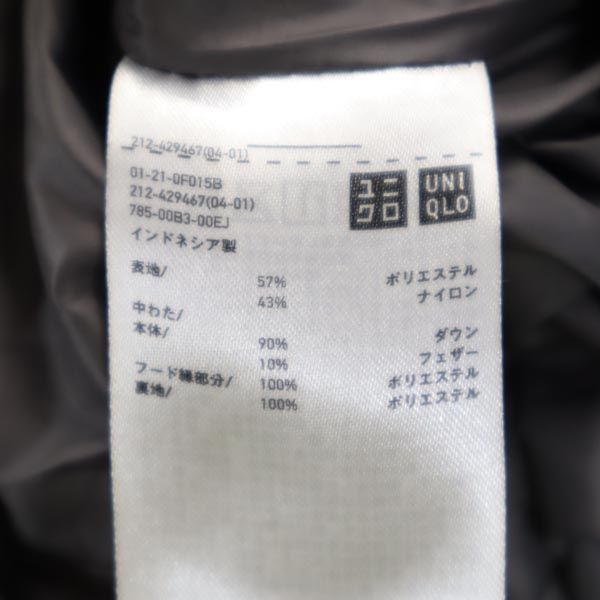 212-429467(04-01)
01-21-0F015B
212-429467(04-01)
785-00B3-00EJ
インドネシア製
ユニクロ
UNIQLO
表地/ 57% ポリエステル
43% ナイロン
中わた/
本体/ 90% ダウン
10% フェザー
フード縁部分/ 100% ポリエステル
裏地/ 100% ポリエステル